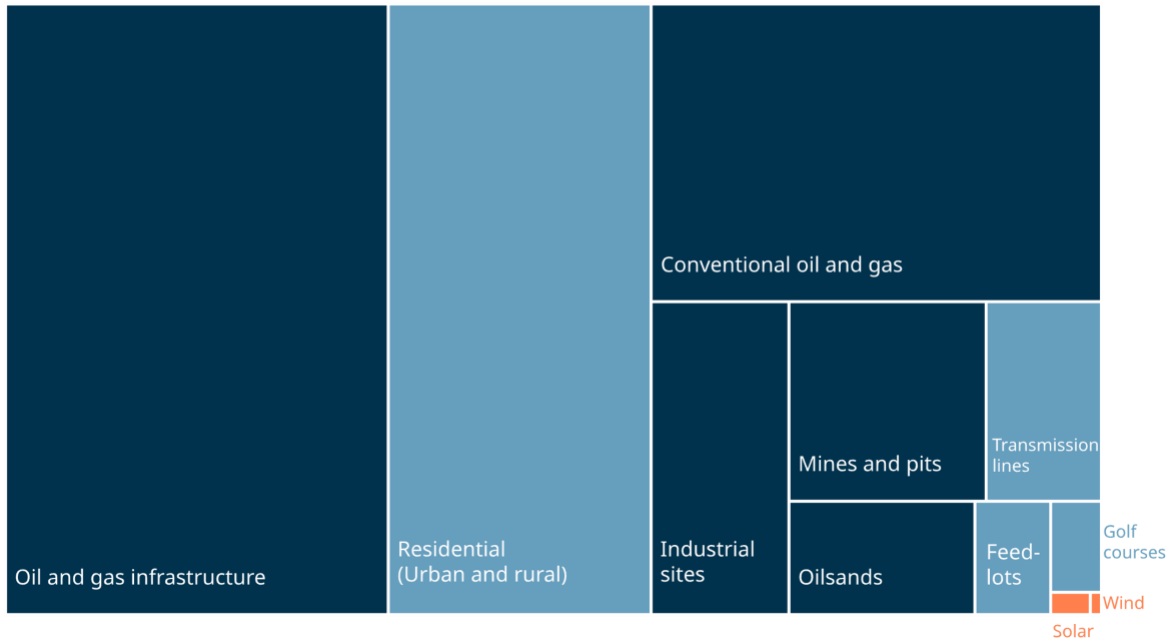 Conventional oil and gas
Oil and gas infrastructure
Residential
(Urban and rural)
Industrial
sites
Mines and pits
Transmission
lines
Oilsands
Feed-
lots
Golf
courses
Wind
Solar